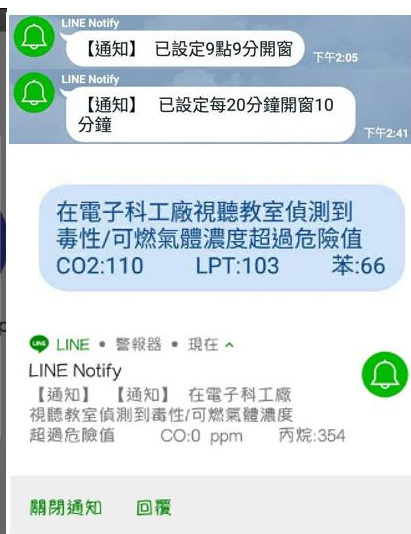 LINE Notify
【通知】 已設定9點9分開窗
下午2:05
LINE Notify
【通知】 已設定每20分鐘開窗10
分鐘
下午2:41
在電子科工廠視聽教室偵測到
毒性/可燃氣體濃度超過危險值
CO2:110 LPT:103 苯:66
LINE • 警報器 • 現在
LINE Notify
【通知】 【通知】 在電子科工廠
視聽教室偵測到毒性/可燃氣體濃度
超過危險值 CO:0 ppm 丙烷:354
關閉通知 回覆